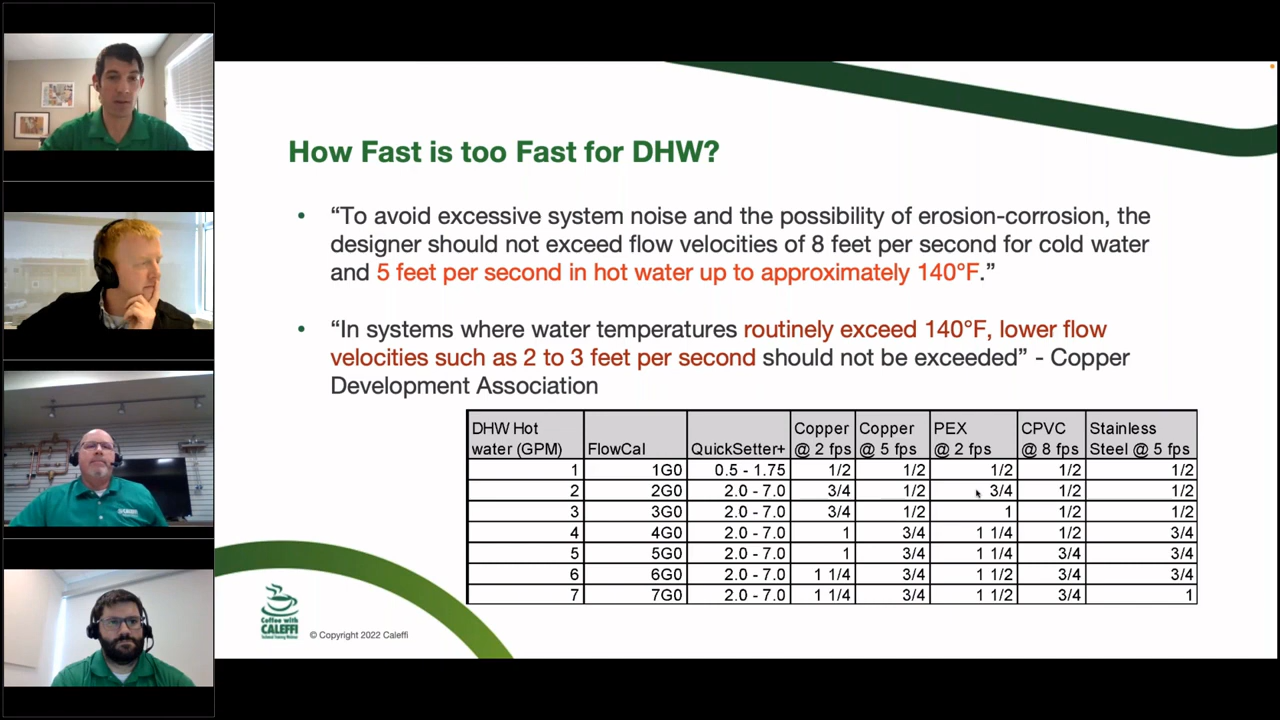 How Fast is too Fast for DHW?
• “To avoid excessive system noise and the possibility of erosion-corrosion, the
designer should not exceed flow velocities of 8 feet per second for cold water
and 5 feet per second in hot water up to approximately 140°F.”
• “In systems where water temperatures routinely exceed 140°F, lower flow
velocities such as 2 to 3 feet per second should not be exceeded” - Copper
Development Association
DHW Hot water (GPM) FlowCal QuickSetter+ Copper @ 2 fps Copper @ 5 fps PEX @ 2 fps CPVC @ 8 fps Stainless Steel @ 5 fps
1 1G0 0.5 - 1.75 1/2 1/2 1/2 1/2 1/2
2 2G0 2.0 - 7.0 3/4 1/2 3/4 1/2 1/2
3 3G0 2.0 - 7.0 3/4 1/2 1 1/2 1/2
4 4G0 2.0 - 7.0 1 3/4 1 1/4 1/2 3/4
5 5G0 2.0 - 7.0 1 3/4 1 1/4 3/4 3/4
6 6G0 2.0 - 7.0 1 1/4 3/4 1 1/2 3/4 3/4
7 7G0 2.0 - 7.0 1 1/4 3/4 1 1/2 3/4 1
Coffee with
CALEFFI
Technical Training Webinars
© Copyright 2022 Caleffi